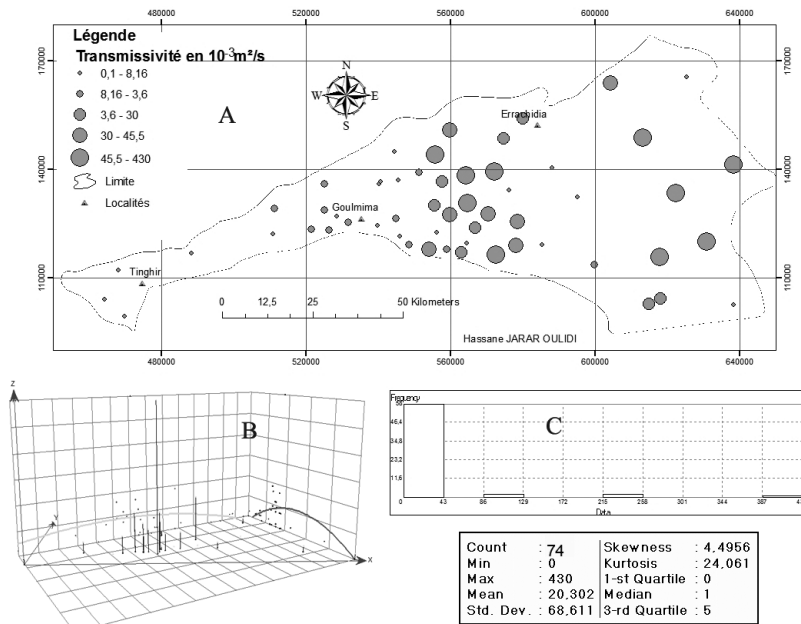 480000 520000 560000 600000 640000
Légende
Transmissivité en 10⁻³m²/s
0,1 - 8,16
8,16 - 3,6
3,6 - 30
30 - 45,5
45,5 - 430
Limite
Localités
A
N
W E
S
Errachidia
Goulmima
Tinghir
170000
140000
110000
170000
140000
110000
0 12,5 25 50 Kilometers
Hassane JARAR OULIDI
480000 520000 560000 600000 640000
Z
B
Y
X
Frequency
58
46,4
34,8
23,2
11,6
0
C
0 43 86 129 172 215 258 301 344 387
Data
Count : 74 Skewness : 4,4956
Min : 0 Kurtosis : 24,061
Max : 430 1-st Quartile : 0
Mean : 20,302 Median : 1
Std. Dev. : 68,611 3-rd Quartile : 5